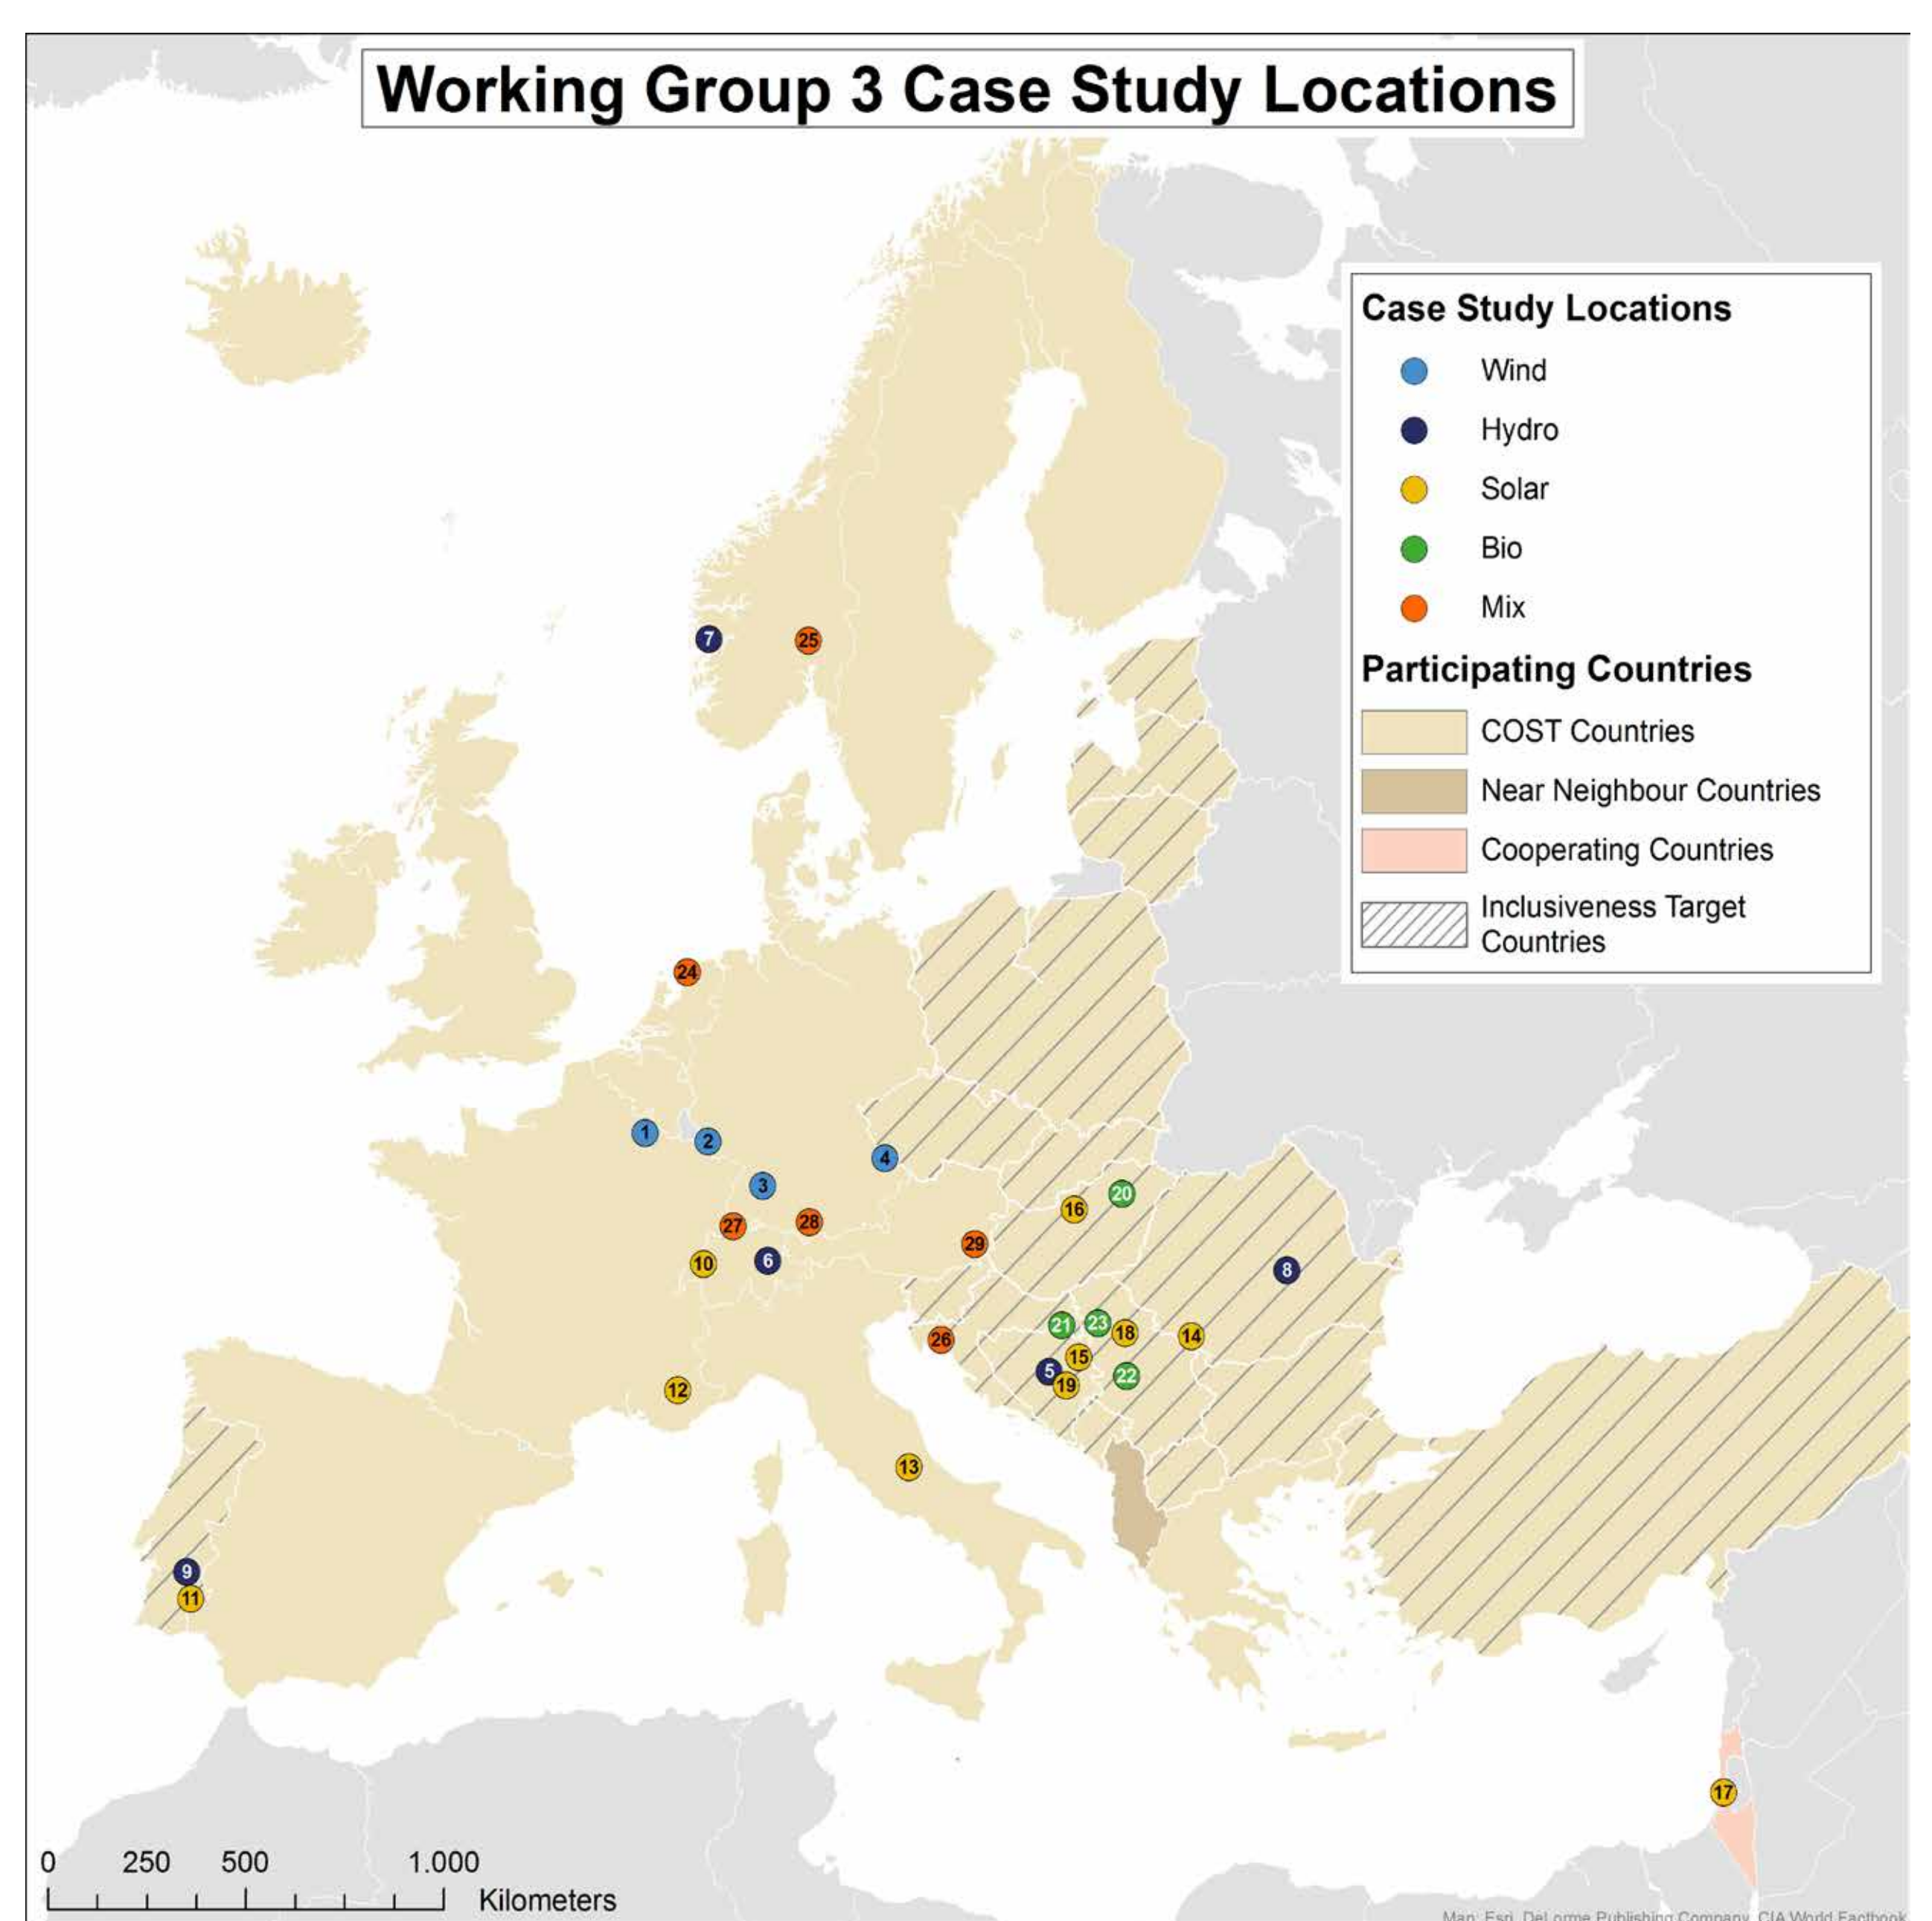 Working Group 3 Case Study Locations
Case Study Locations
Wind
Hydro
Solar
Bio
Mix
Participating Countries
COST Countries
Near Neighbour Countries
Cooperating Countries
Inclusiveness Target
Countries
7
25
24
1
2
4
3
20
16
27
28
29
10
6
8
21
23
18
14
26
15
5
19
22
12
13
9
11
17
0 250 500 1.000
Kilometers
Map: Esri, DeLorme Publishing Company, CIA World Factbook